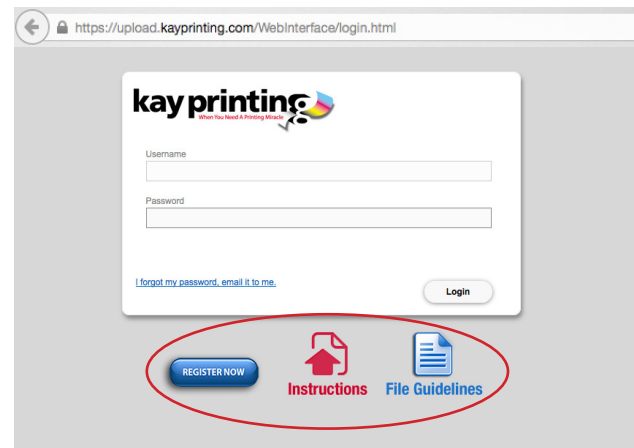 https://upload.kayprinting.com/WebInterface/login.html
kay printing
When You Need A Printing Miracle
Username
Password
I forgot my password, email it to me.
Login
REGISTER NOW
Instructions
File Guidelines